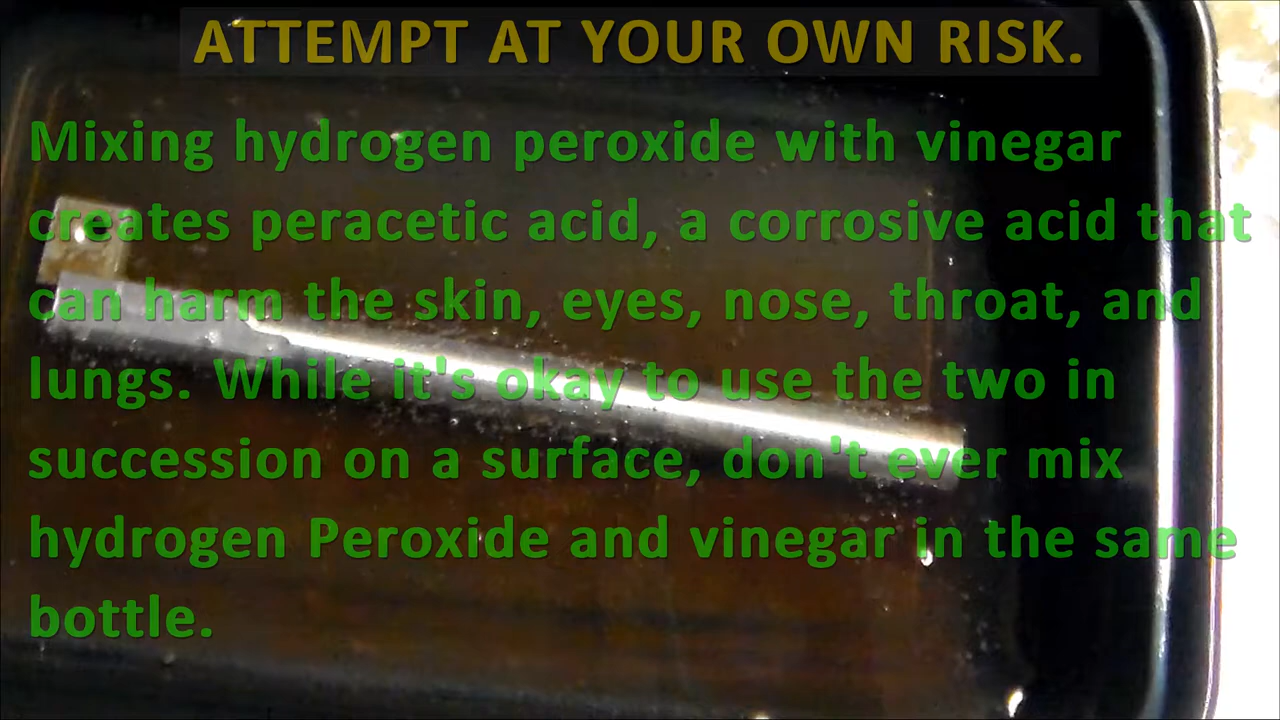 ATTEMPT AT YOUR OWN RISK.
Mixing hydrogen peroxide with vinegar
creates peracetic acid, a corrosive acid that
can harm the skin, eyes, nose, throat, and
lungs. While it's okay to use the two in
succession on a surface, don't ever mix
hydrogen Peroxide and vinegar in the same
bottle.